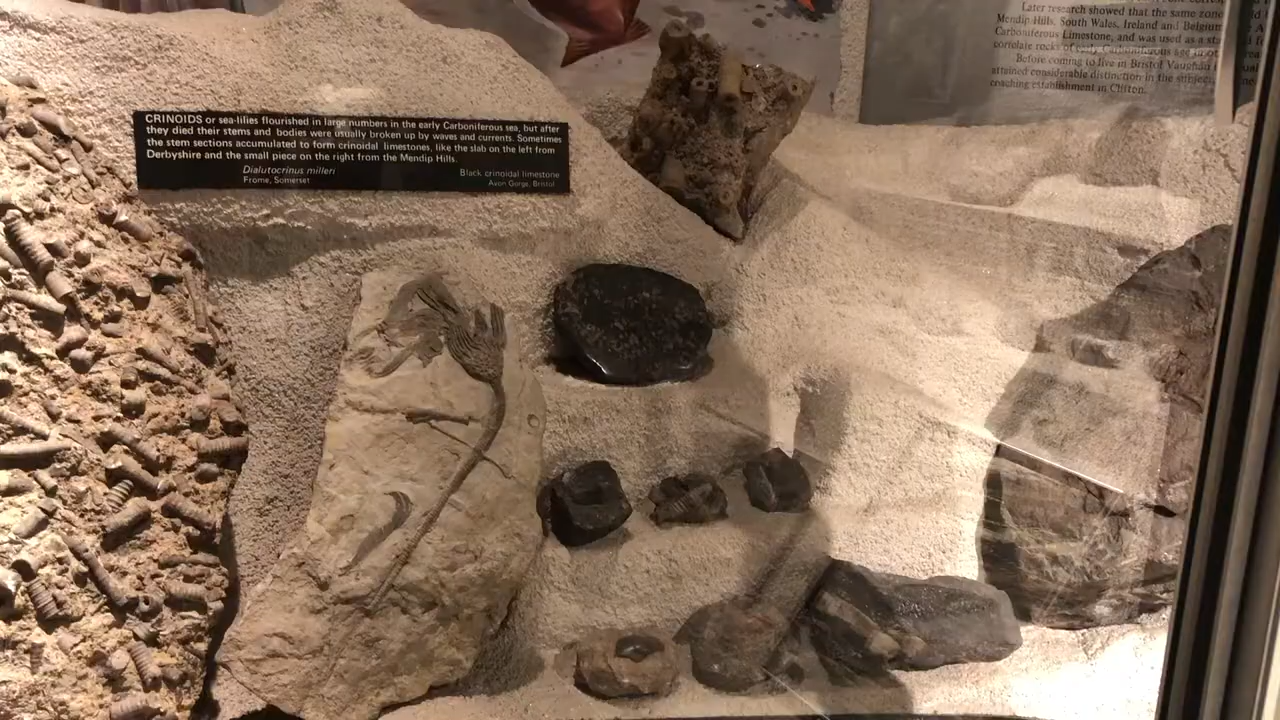 CRINOIDS or sea-lilies flourished in large numbers in the early Carboniferous sea, but after
they died their stems and bodies were usually broken up by waves and currents. Sometimes
the stem sections accumulated to form crinoidal limestones, like the slab on the left from
Derbyshire and the small piece on the right from the Mendip Hills.
Dialutocrinus milleri
Frome, Somerset
Black crinoidal limestone
Avon Gorge, Bristol
Later research showed that the same zone
Mendip Hills, South Wales, Ireland and Belgium
Carboniferous Limestone, and was used as a
correlate rocks of Carboniferous age in
Before coming to live in Bristol Vaughan
attained considerable distinction in the subject,
coaching establishment in Clifton.